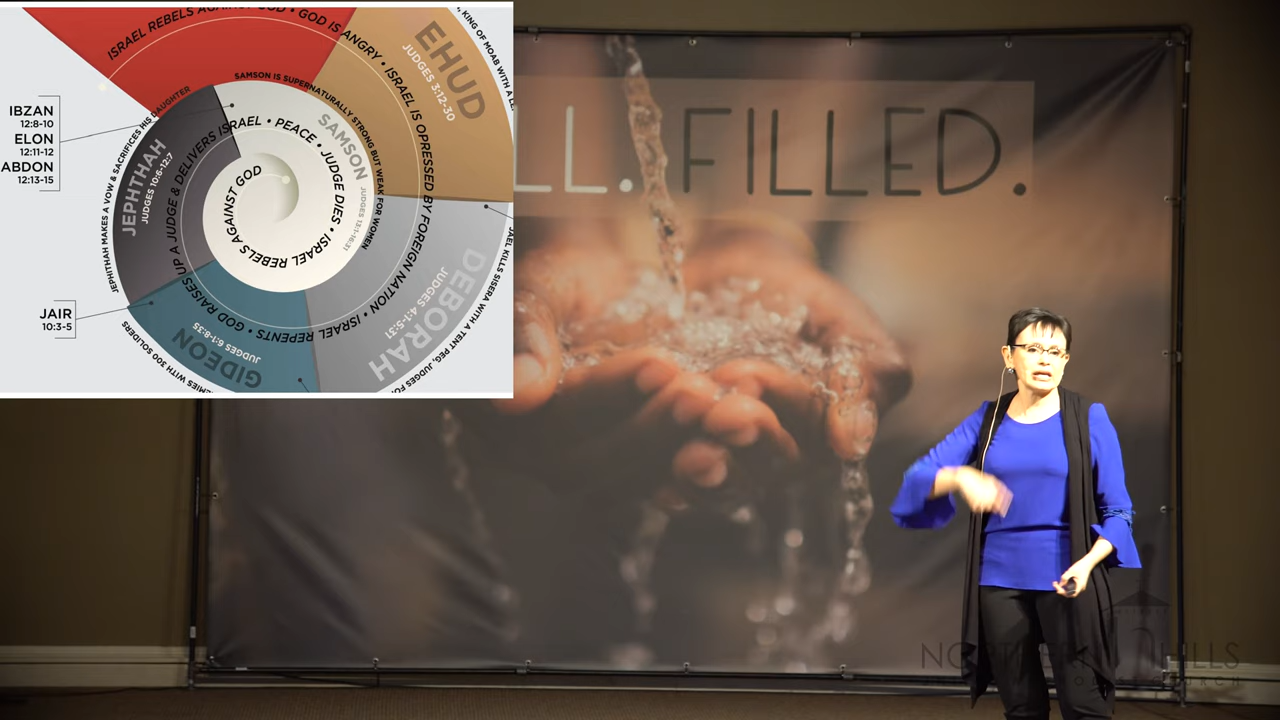 ISRAEL REBELS AGAINST GOD • GOD IS ANGRY • ISRAEL IS OPRESSED BY FOREIGN NATION • ISRAEL REPENTS • GOD RAISES UP A JUDGE & DELIVERS ISRAEL • PEACE • JUDGE DIES • ISRAEL REBELS AGAINST GOD
EHUD
JUDGES 3:12-30
, KING OF MOAB WITH A
SAMSON IS SUPERNATURALLY STRONG BUT WEAK FOR WOMEN
SAMSON
JUDGES 13:1-16:31
IBZAN
12:8-10
ELON
12:11-12
ABDON
12:13-15
JEPHTHAH
JUDGES 10:6-12:7
JEPHITHAH MAKES A VOW & SACRIFICES HIS DAUGHTER
DEBORAH
JUDGES 4:1-5:31
JAEL KILLS SISERA WITH A TENT PEG, JUDGES
JAIR
10:3-5
GIDEON
JUDGES 6:1-8:35
EMIES WITH 300 SOLIDERS
LL. FILLED.